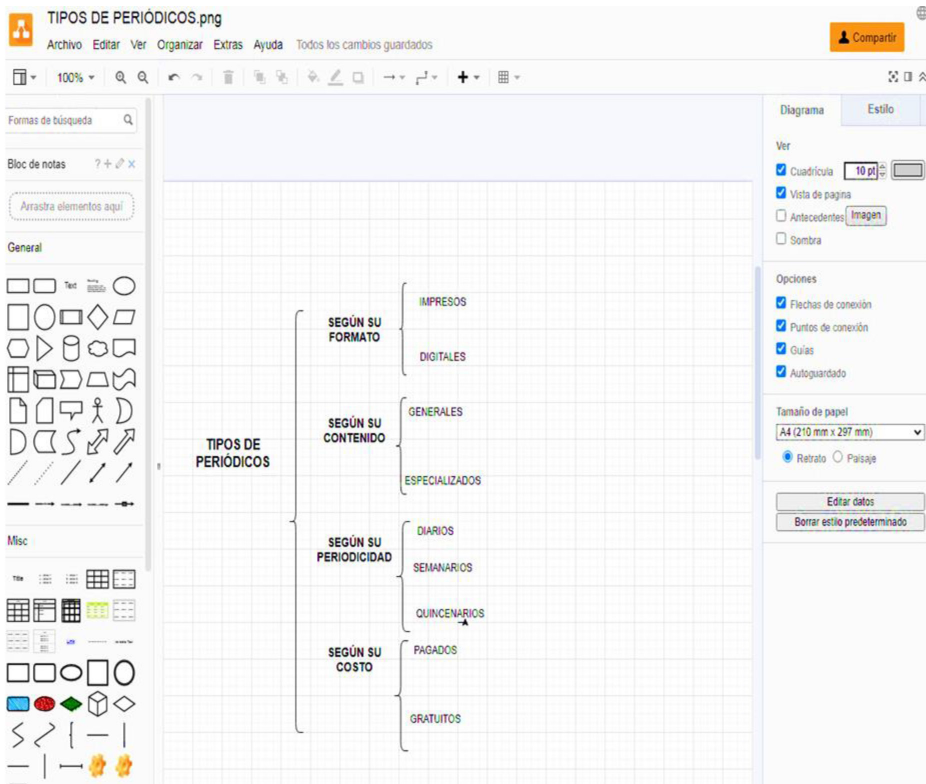 TIPOS DE PERIÓDICOS.png
Archivo Editar Ver Organizar Extras Ayuda Todos los cambios guardados
Compartir
100%
Formas de búsqueda
Bloc de notas
Arrastra elementos aquí
General
Text
Misc
Title
TIPOS DE
PERIÓDICOS
SEGÚN SU
FORMATO
IMPRESOS
DIGITALES
SEGÚN SU
CONTENIDO
GENERALES
ESPECIALIZADOS
SEGÚN SU
PERIODICIDAD
DIARIOS
SEMANARIOS
QUINCENARIOS
SEGÚN SU
COSTO
PAGADOS
GRATUITOS
Diagrama Estilo
Ver
Cuadrícula 10 pt
Vista de pagina
Antecedentes Imagen
Sombra
Opciones
Flechas de conexión
Puntos de conexión
Guías
Autoguardado
Tamaño de papel
A4 (210 mm x 297 mm)
Retrato Paisaje
Editar datos
Borrar estilo predeterminado